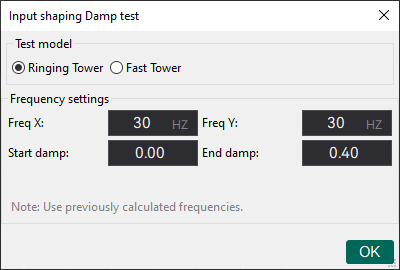 Input shaping Damp test
Test model
Ringing Tower Fast Tower
Frequency settings
Freq X: 30 HZ Freq Y: 30 HZ
Start damp: 0.00 End damp: 0.40
Note: Use previously calculated frequencies.
OK